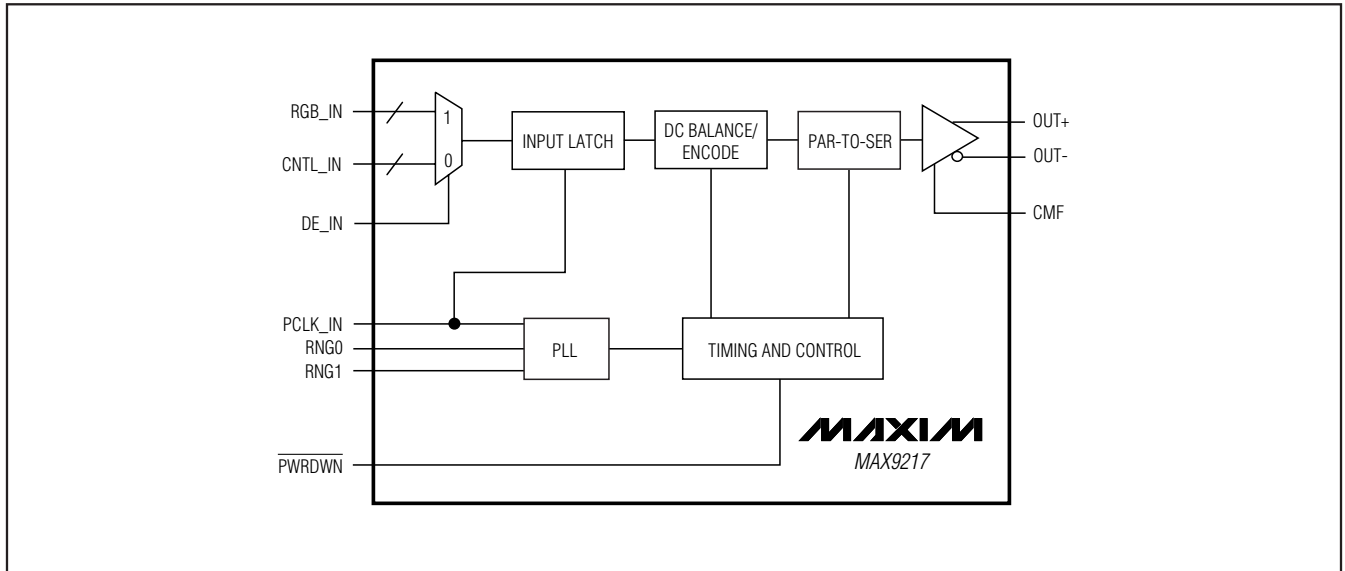 RGB_IN
CNTL_IN
DE_IN
1
0
INPUT LATCH
DC BALANCE/
ENCODE
PAR-TO-SER
OUT+
OUT-
CMF
PCLK_IN
RNG0
RNG1
PLL
TIMING AND CONTROL
PWRDWN
MAXIM
MAX9217